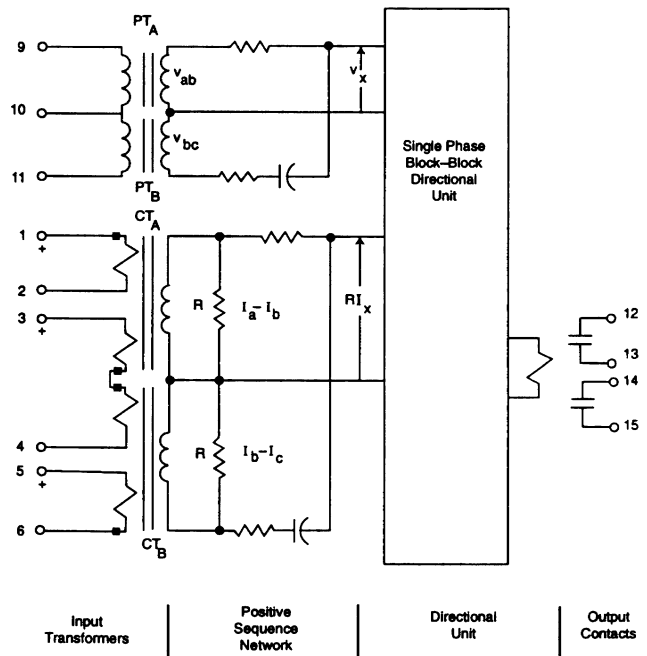 PT A
9
v ab
v x
10
v bc
11
PT B
Single Phase
Block–Block
Directional
Unit
CT A
1
+
2
R
I a – I b
R I x
3
+
12
13
14
15
4
R
I b – I c
5
+
6
CT B
Input
Transformers
Positive
Sequence
Network
Directional
Unit
Output
Contacts